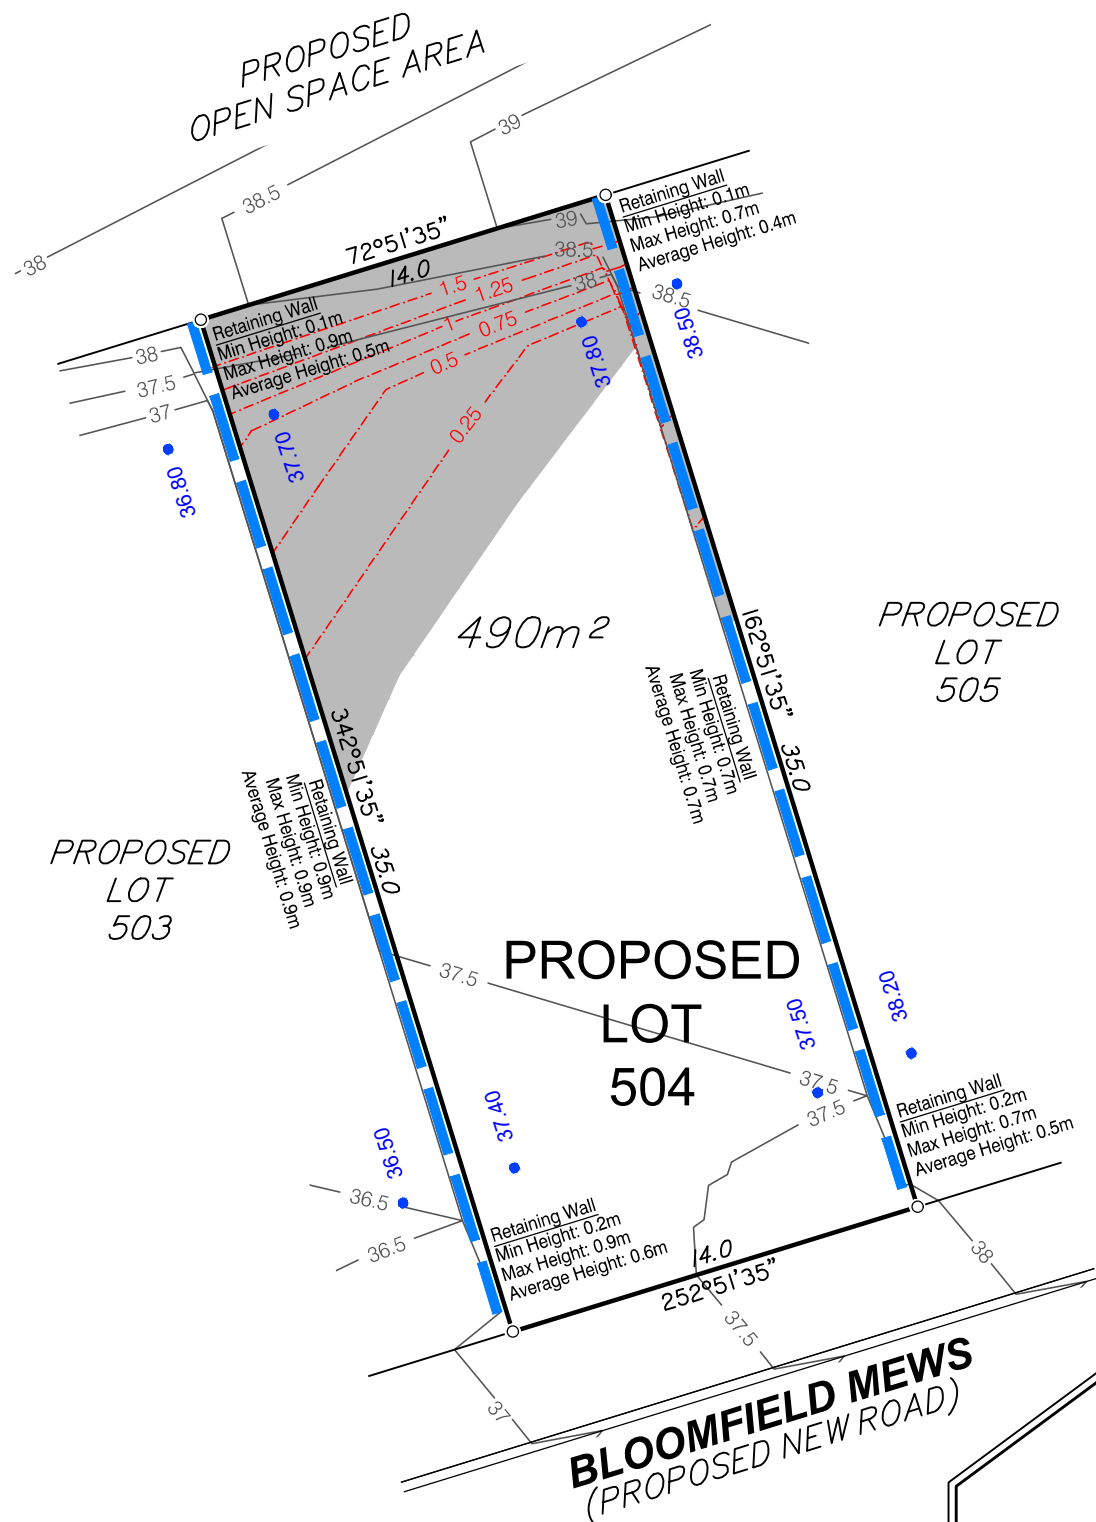 PROPOSED
OPEN SPACE AREA
39
38.5
38
72°51'35"
14.0
Retaining Wall
Min Height: 0.1m
Max Height: 0.7m
Average Height: 0.4m
39
38.5
38
38.5
38.50
37.80
1.5
1.25
1
0.75
0.5
0.25
Retaining Wall
Min Height: 0.1m
Max Height: 0.9m
Average Height: 0.5m
38
37.5
37
36.80
37.70
490m²
162°51'35"
35.0
Retaining Wall
Min Height: 0.7m
Max Height: 0.7m
Average Height: 0.7m
PROPOSED
LOT
505
342°51'35"
35.0
Retaining Wall
Min Height: 0.9m
Max Height: 0.9m
Average Height: 0.9m
PROPOSED
LOT
503
37.5
PROPOSED
LOT
504
37.50
38.20
37.5
37.5
37.40
36.50
36.5
36.5
Retaining Wall
Min Height: 0.2m
Max Height: 0.7m
Average Height: 0.5m
Retaining Wall
Min Height: 0.2m
Max Height: 0.9m
Average Height: 0.6m
14.0
252°51'35"
38
37.5
37
BLOOMFIELD MEWS
(PROPOSED NEW ROAD)